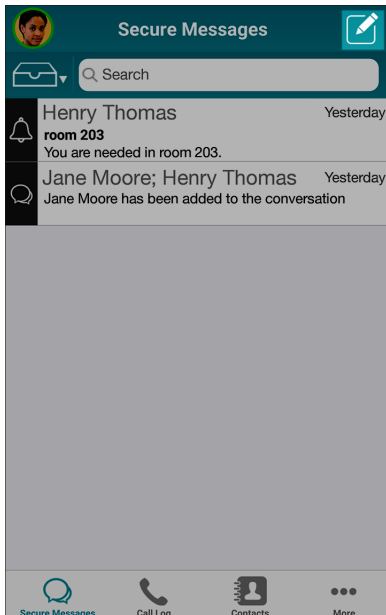 Secure Messages
Search
Henry Thomas
Yesterday
room 203
You are needed in room 203.
Jane Moore; Henry Thomas
Yesterday
Jane Moore has been added to the conversation
Secure Messages
Call Log
Contacts
More